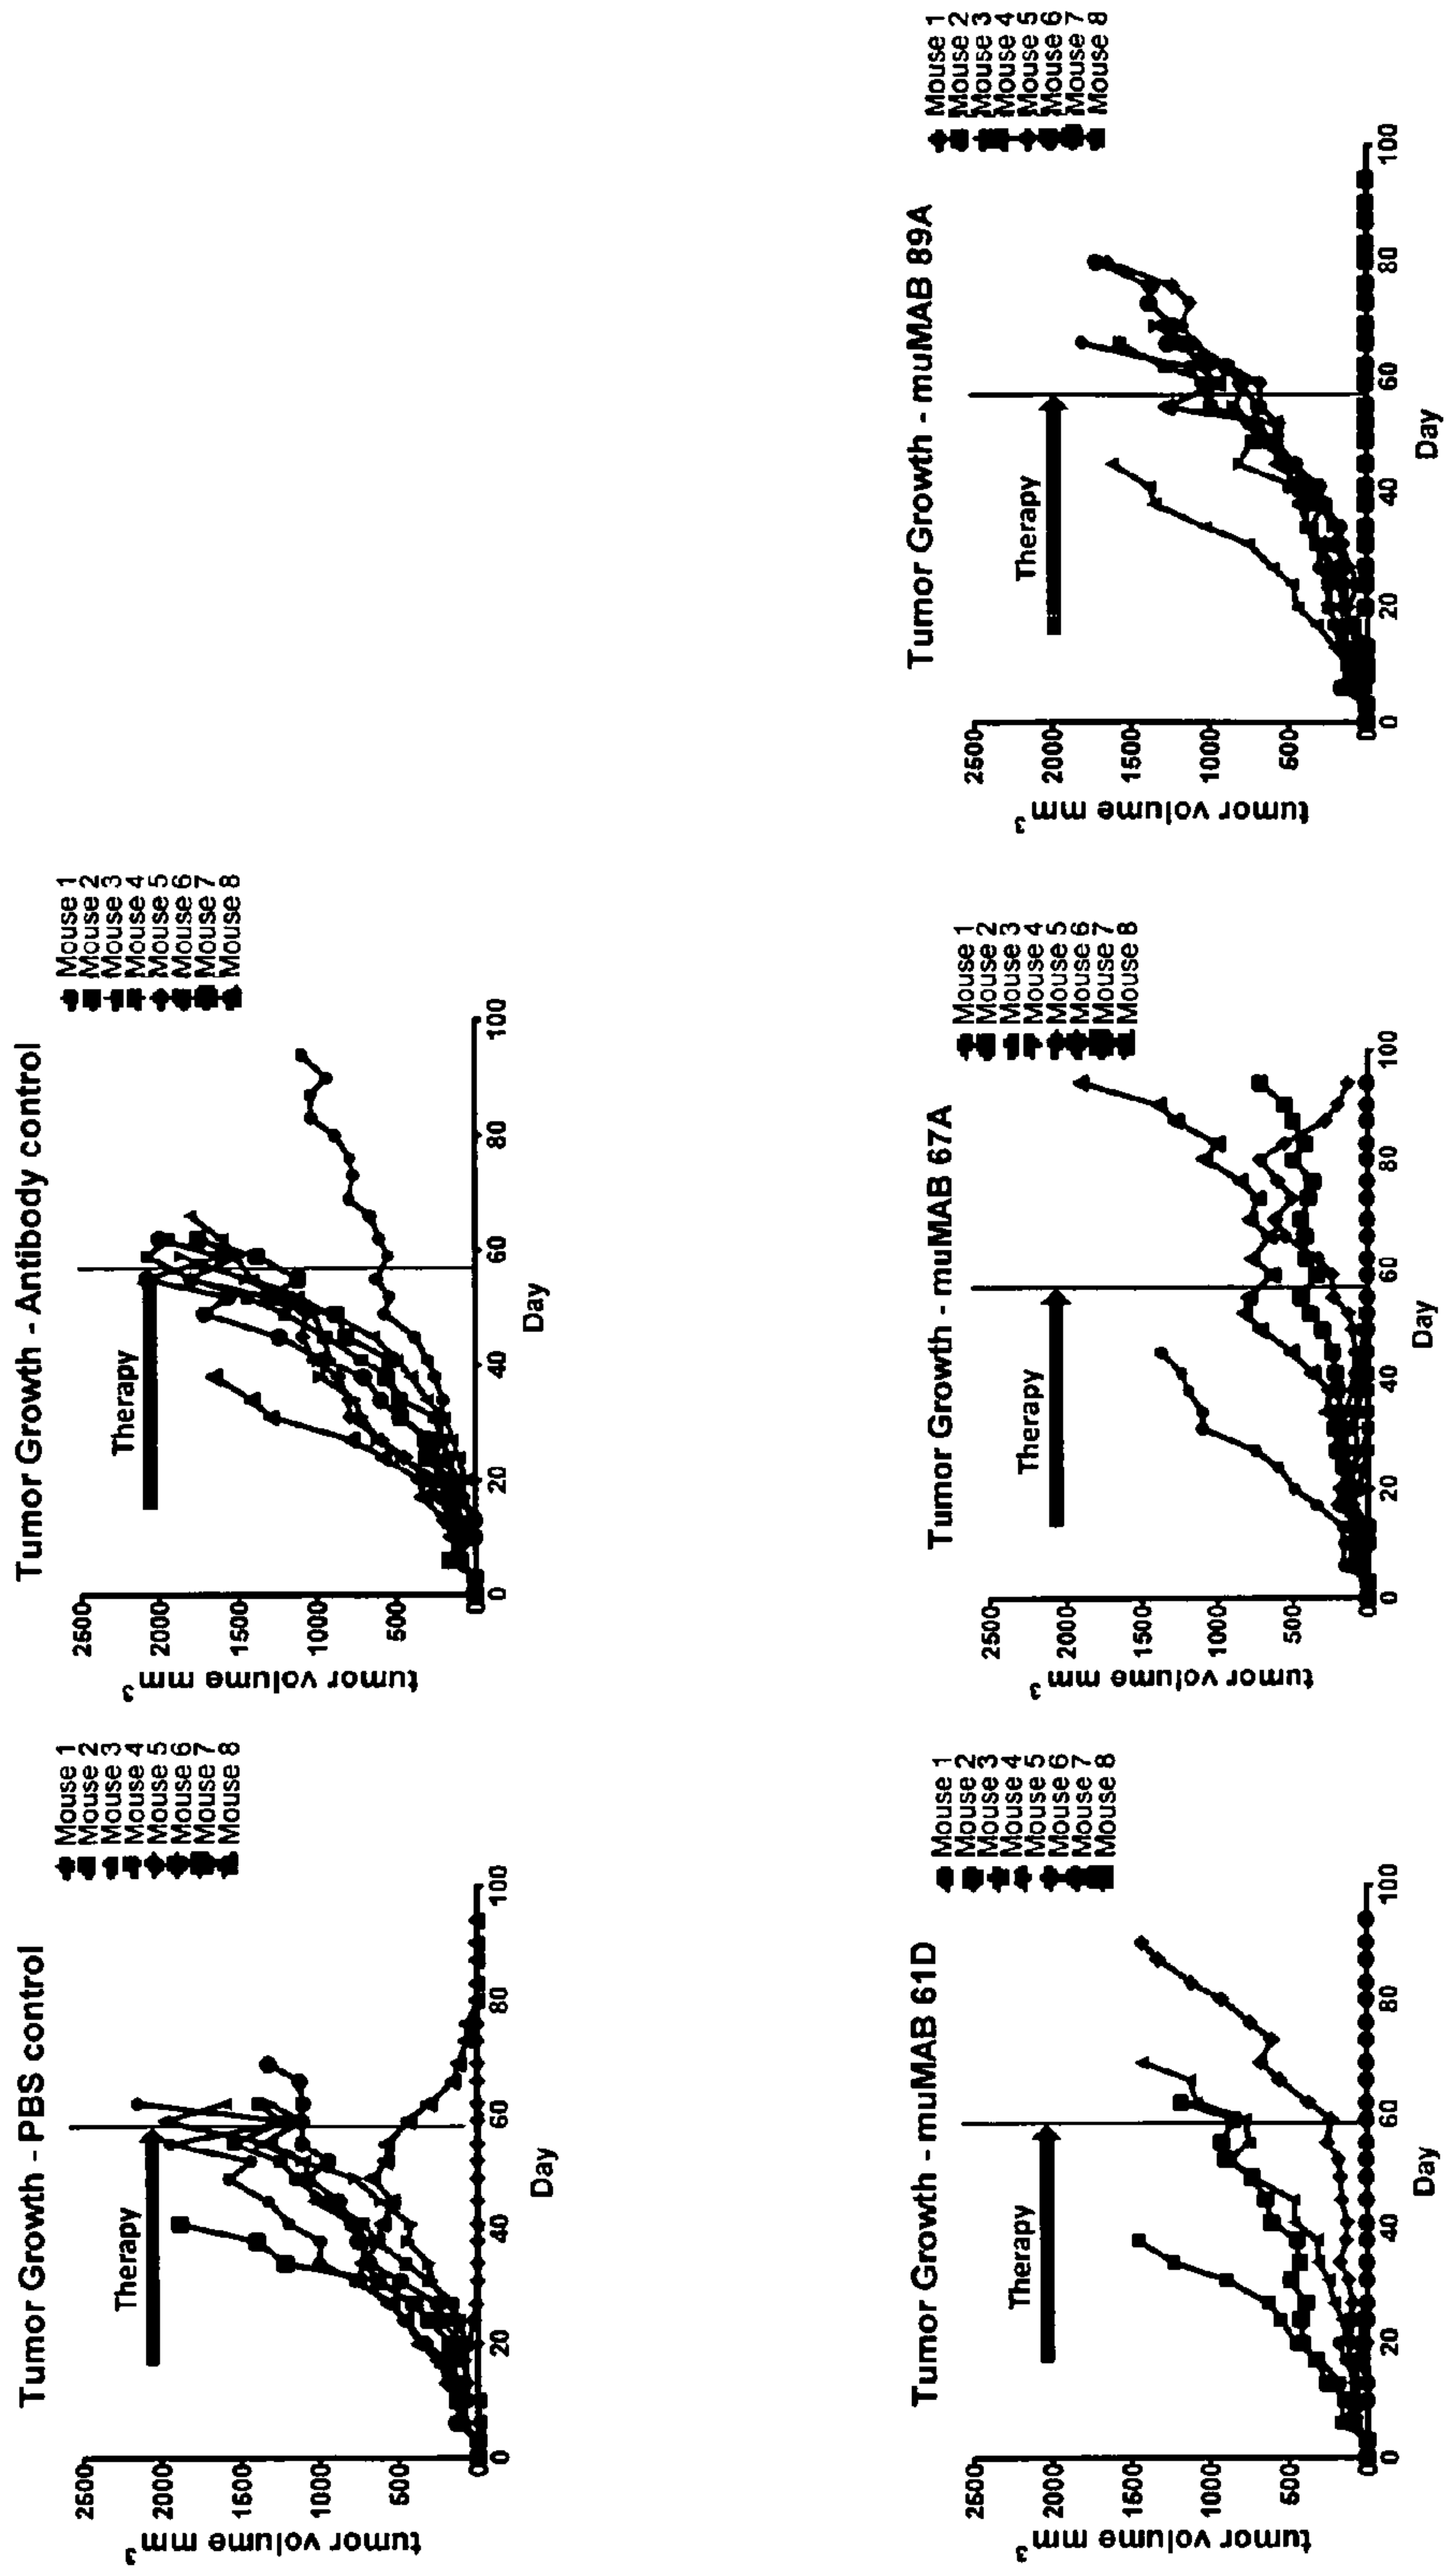 Tumor Growth - PBS control
Mouse 1
Mouse 2
Mouse 3
Mouse 4
Mouse 5
Mouse 6
Mouse 7
Mouse 8
Therapy
tumor volume mm3
2500
2000
1500
1000
500
0
0
20
40
60
80
100
Day
Tumor Growth - Antibody control
Mouse 1
Mouse 2
Mouse 3
Mouse 4
Mouse 5
Mouse 6
Mouse 7
Mouse 8
Therapy
tumor volume mm3
2500
2000
1500
1000
500
0
0
20
40
60
80
100
Day
Tumor Growth - muMAB 61D
Mouse 1
Mouse 2
Mouse 3
Mouse 4
Mouse 5
Mouse 6
Mouse 7
Mouse 8
Therapy
tumor volume mm3
2500
2000
1500
1000
500
0
0
20
40
60
80
100
Day
Tumor Growth - muMAB 67A
Mouse 1
Mouse 2
Mouse 3
Mouse 4
Mouse 5
Mouse 6
Mouse 7
Mouse 8
Therapy
tumor volume mm3
2500
2000
1500
1000
500
0
0
20
40
60
80
100
Day
Tumor Growth - muMAB 89A
Mouse 1
Mouse 2
Mouse 3
Mouse 4
Mouse 5
Mouse 6
Mouse 7
Mouse 8
Therapy
tumor volume mm3
2500
2000
1500
1000
500
0
0
20
40
60
80
100
Day